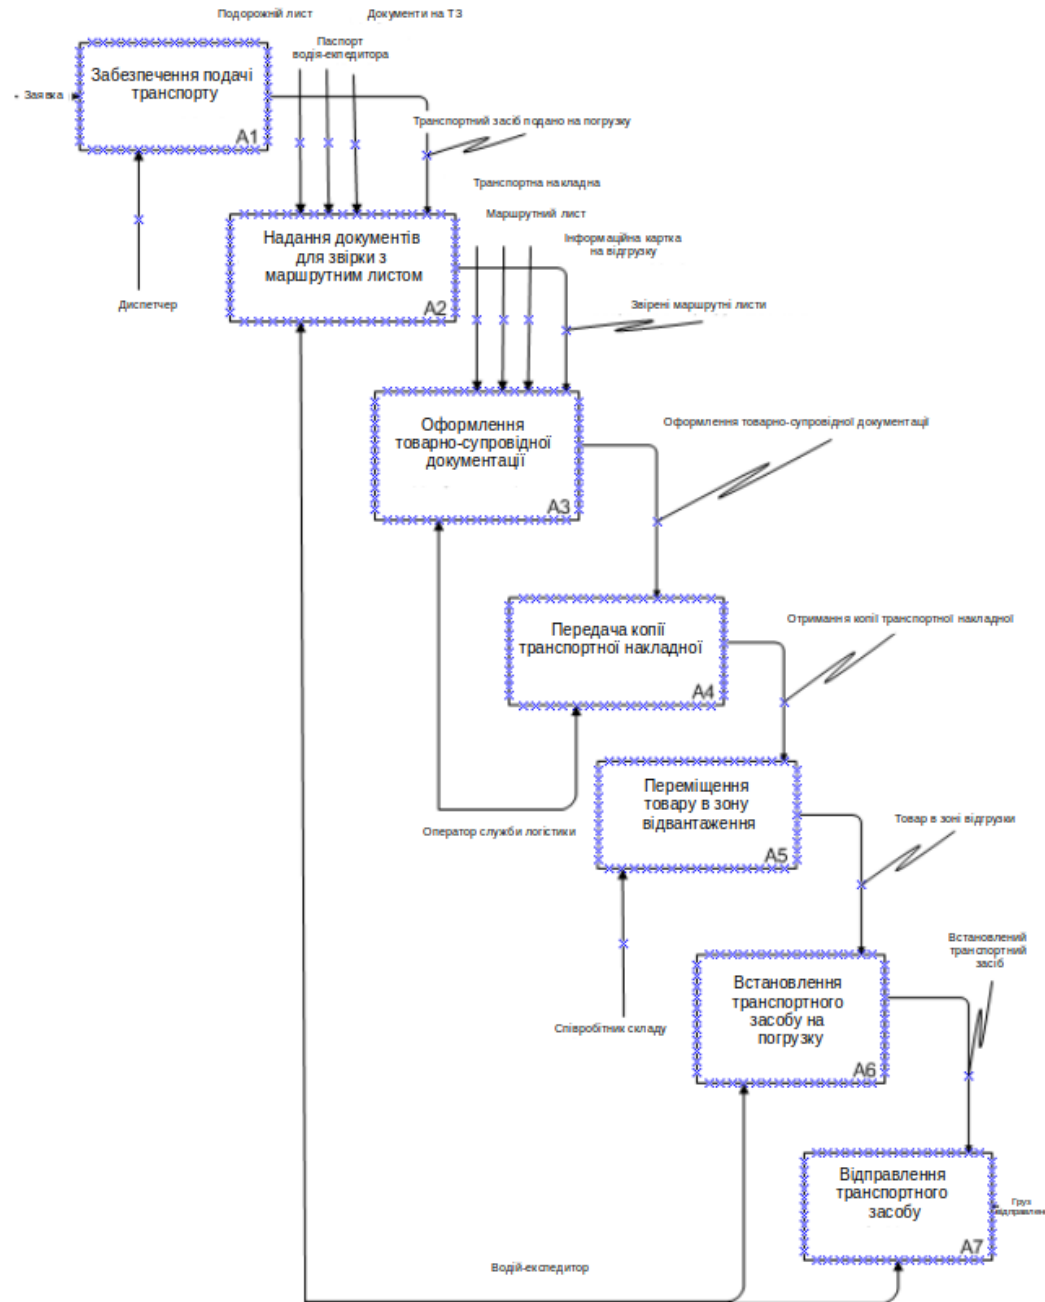 Подорожній лист
Документи на ТЗ
Паспорт
водія-експедитора
Заявка
Забезпечення подачі
транспорту
A1
Транспортний засіб подано на погрузку
Транспортна накладна
Маршрутний лист
Інформаційна картка
на відгрузку
Надання документів
для звірки з
маршрутним листом
A2
Диспетчер
Звірені маршрутні листи
Оформлення
товарно-супровідної
документації
A3
Оформлення товарно-супровідної документації
Передача копії
транспортної накладної
A4
Отримання копії транспортної накладної
Переміщення
товару в зону
відвантаження
A5
Оператор служби логістики
Товар в зоні відгрузки
Встановлений
транспортний
засіб
Встановлення
транспортного
засобу на
погрузку
A6
Співробітник складу
Відправлення
транспортного
засобу
A7
Груз
Водій-експедитор